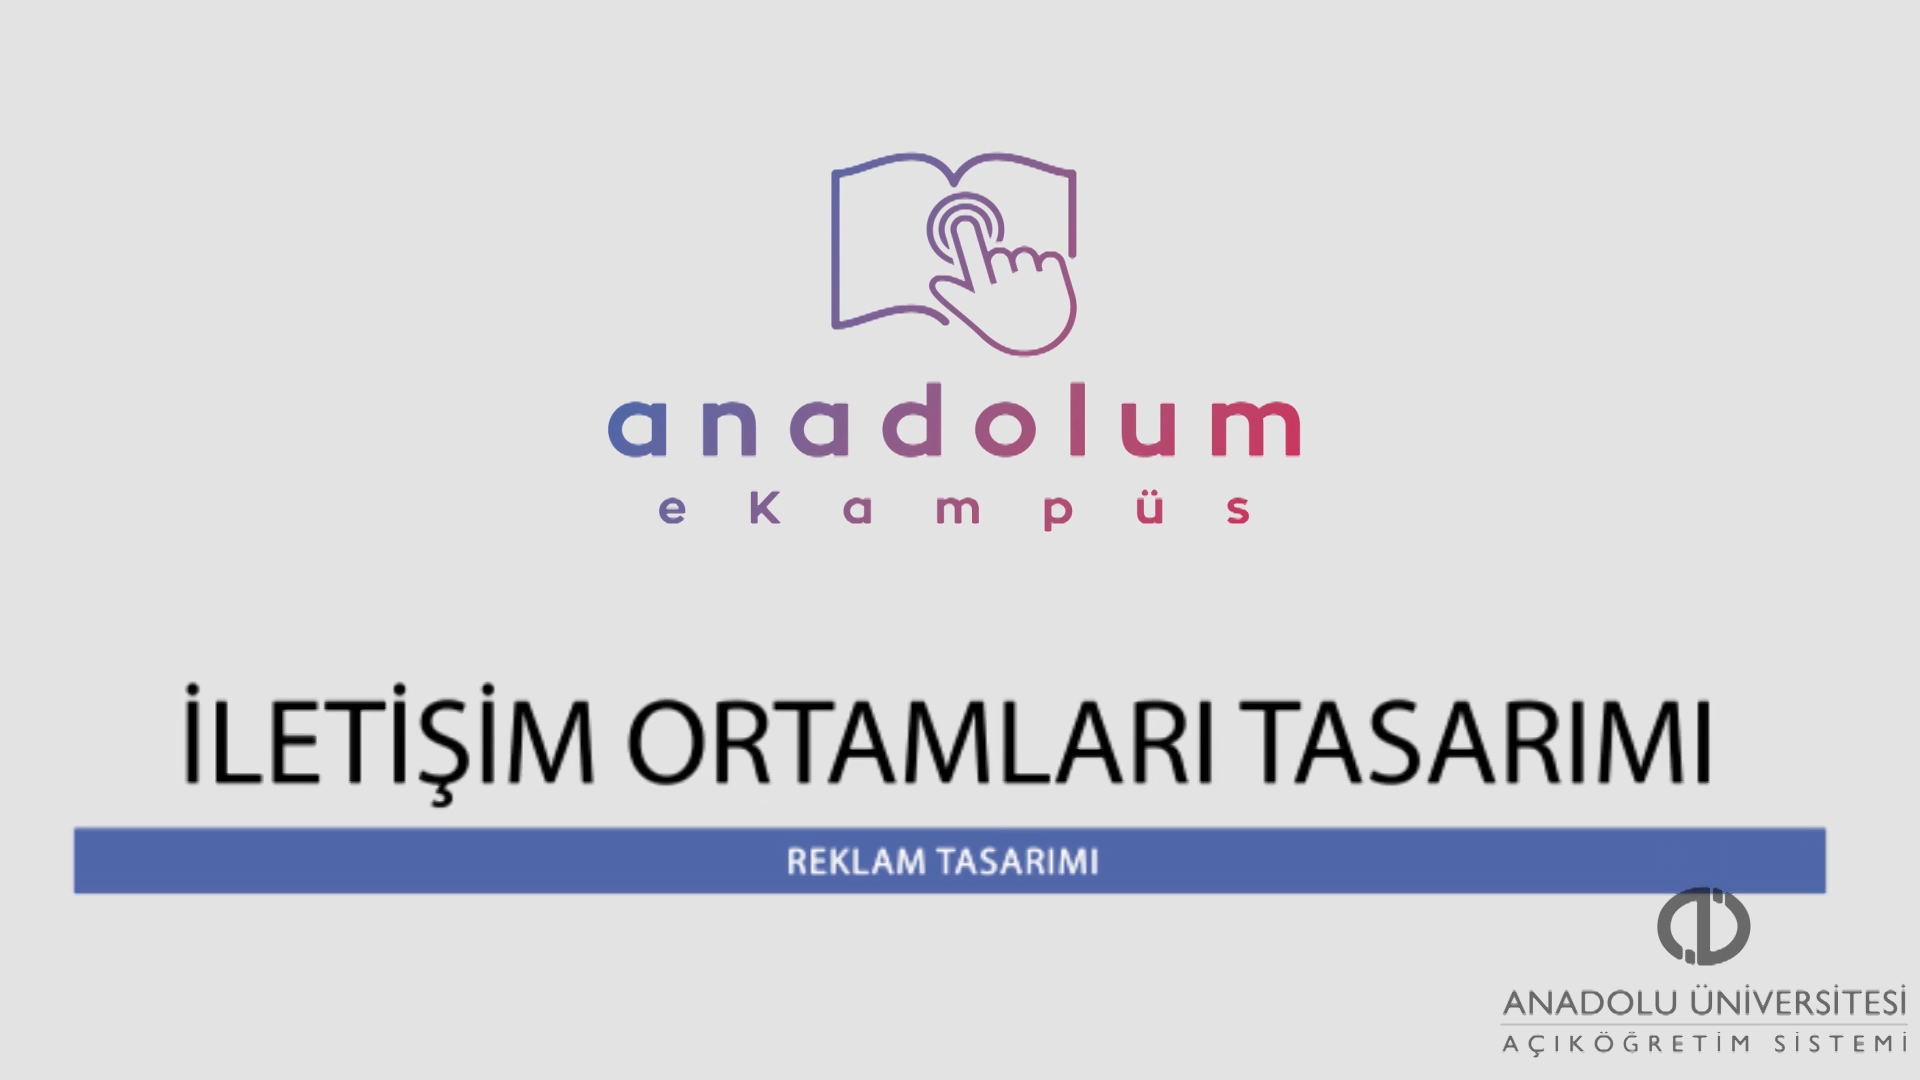 anadolum
eKampüs
İLETİŞİM ORTAMLARI TASARIMI
REKLAM TASARIMI
ANADOLU ÜNİVERSİTESİ
AÇIKÖĞRETİM SİSTEMİ